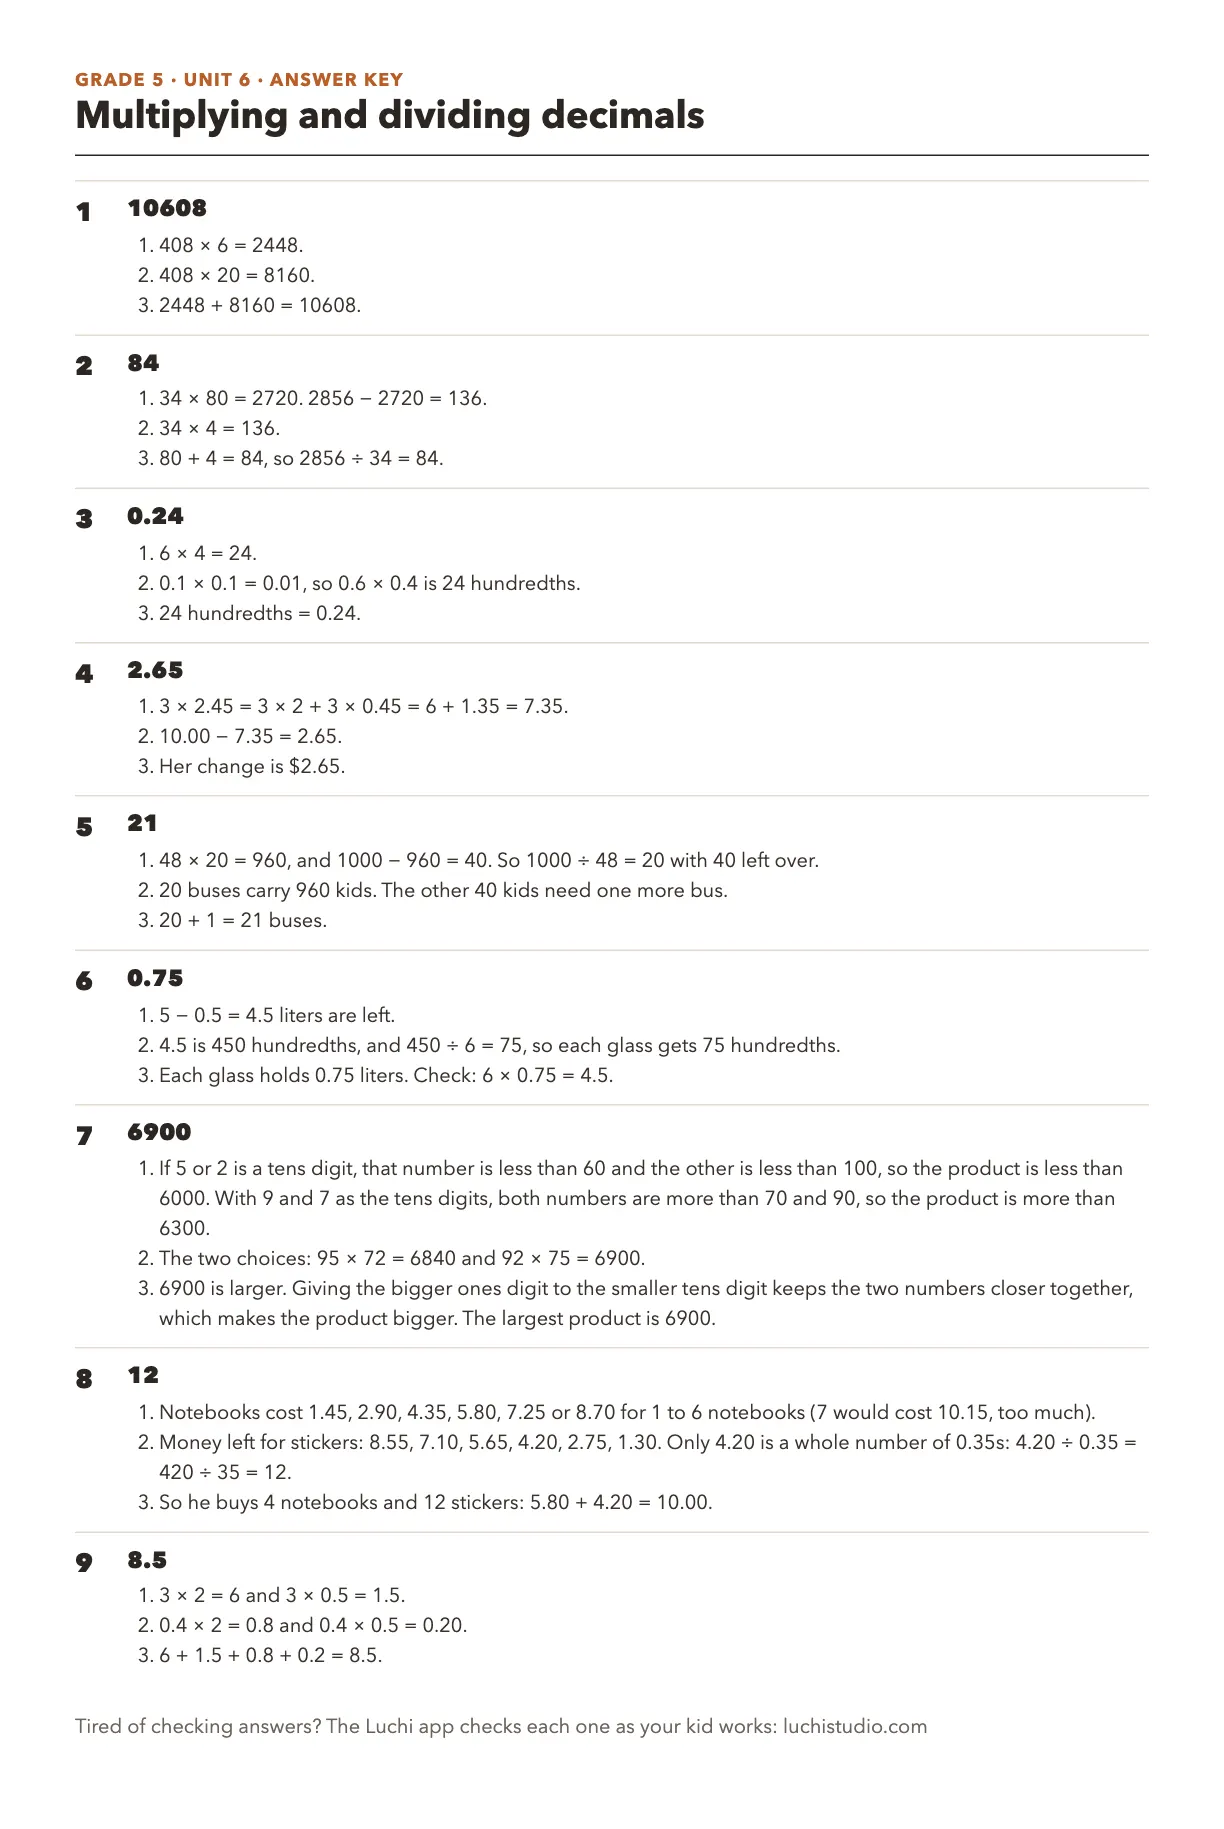 GRADE 5 · UNIT 6 · ANSWER KEY
Multiplying and dividing decimals
1 10608
1. 408 × 6 = 2448.
2. 408 × 20 = 8160.
3. 2448 + 8160 = 10608.
2 84
1. 34 × 80 = 2720. 2856 − 2720 = 136.
2. 34 × 4 = 136.
3. 80 + 4 = 84, so 2856 ÷ 34 = 84.
3 0.24
1. 6 × 4 = 24.
2. 0.1 × 0.1 = 0.01, so 0.6 × 0.4 is 24 hundredths.
3. 24 hundredths = 0.24.
4 2.65
1. 3 × 2.45 = 3 × 2 + 3 × 0.45 = 6 + 1.35 = 7.35.
2. 10.00 − 7.35 = 2.65.
3. Her change is $2.65.
5 21
1. 48 × 20 = 960, and 1000 − 960 = 40. So 1000 ÷ 48 = 20 with 40 left over.
2. 20 buses carry 960 kids. The other 40 kids need one more bus.
3. 20 + 1 = 21 buses.
6 0.75
1. 5 − 0.5 = 4.5 liters are left.
2. 4.5 is 450 hundredths, and 450 ÷ 6 = 75, so each glass gets 75 hundredths.
3. Each glass holds 0.75 liters. Check: 6 × 0.75 = 4.5.
7 6900
1. If 5 or 2 is a tens digit, that number is less than 60 and the other is less than 100, so the product is less than
6000. With 9 and 7 as the tens digits, both numbers are more than 70 and 90, so the product is more than
6300.
2. The two choices: 95 × 72 = 6840 and 92 × 75 = 6900.
3. 6900 is larger. Giving the bigger ones digit to the smaller tens digit keeps the two numbers closer together,
which makes the product bigger. The largest product is 6900.
8 12
1. Notebooks cost 1.45, 2.90, 4.35, 5.80, 7.25 or 8.70 for 1 to 6 notebooks (7 would cost 10.15, too much).
2. Money left for stickers: 8.55, 7.10, 5.65, 4.20, 2.75, 1.30. Only 4.20 is a whole number of 0.35s: 4.20 ÷ 0.35 =
420 ÷ 35 = 12.
3. So he buys 4 notebooks and 12 stickers: 5.80 + 4.20 = 10.00.
9 8.5
1. 3 × 2 = 6 and 3 × 0.5 = 1.5.
2. 0.4 × 2 = 0.8 and 0.4 × 0.5 = 0.20.
3. 6 + 1.5 + 0.8 + 0.2 = 8.5.
Tired of checking answers? The Luchi app checks each one as your kid works: luchistudio.com